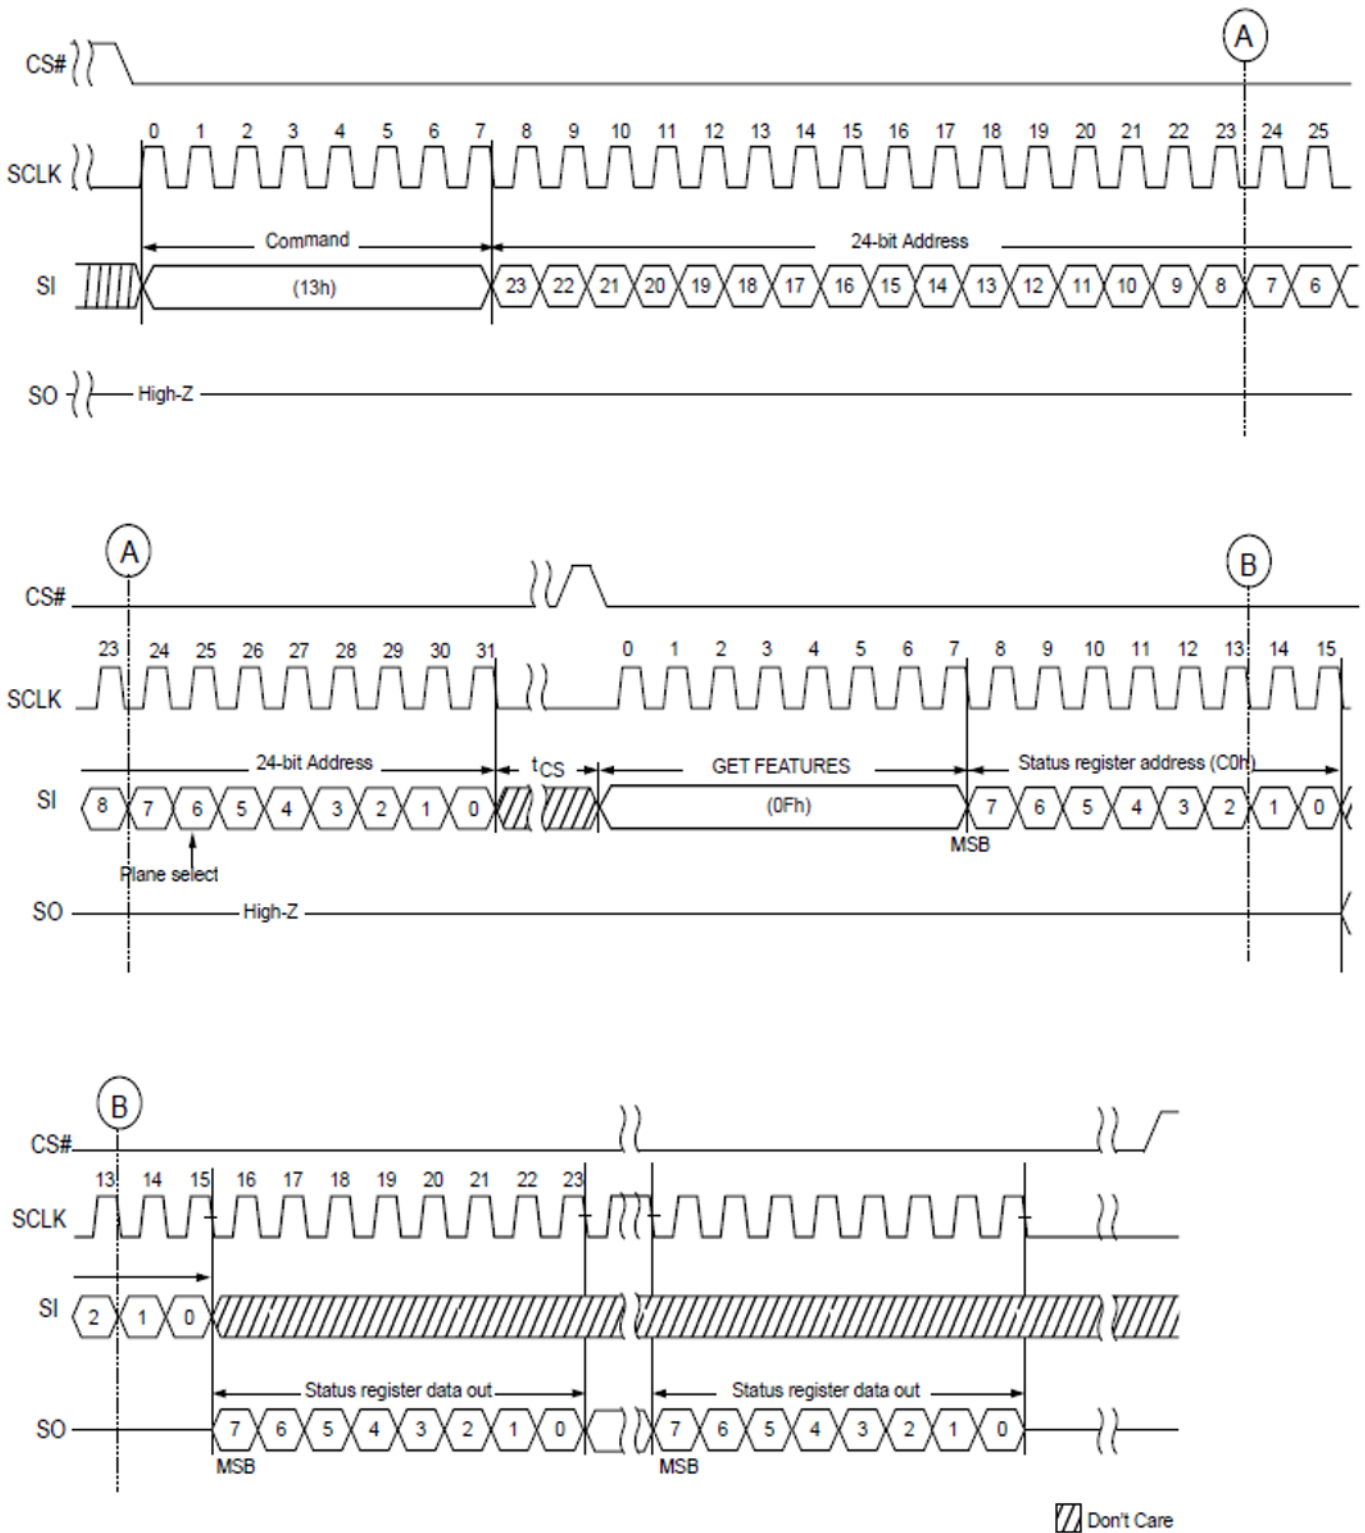 A
CS#
0 1 2 3 4 5 6 7 8 9 10 11 12 13 14 15 16 17 18 19 20 21 22 23 24 25
SCLK
Command 24-bit Address
SI (13h) 23 22 21 20 19 18 17 16 15 14 13 12 11 10 9 8 7 6
SO High-Z
A B
CS#
23 24 25 26 27 28 29 30 31 0 1 2 3 4 5 6 7 8 9 10 11 12 13 14 15
SCLK
24-bit Address tCS GET FEATURES Status register address (C0h)
SI 8 7 6 5 4 3 2 1 0 (0Fh) 7 6 5 4 3 2 1 0
MSB
Plane select
SO High-Z
B
CS#
13 14 15 16 17 18 19 20 21 22 23
SCLK
SI 2 1 0
Status register data out Status register data out
SO 7 6 5 4 3 2 1 0 7 6 5 4 3 2 1 0
MSB MSB
Don't Care